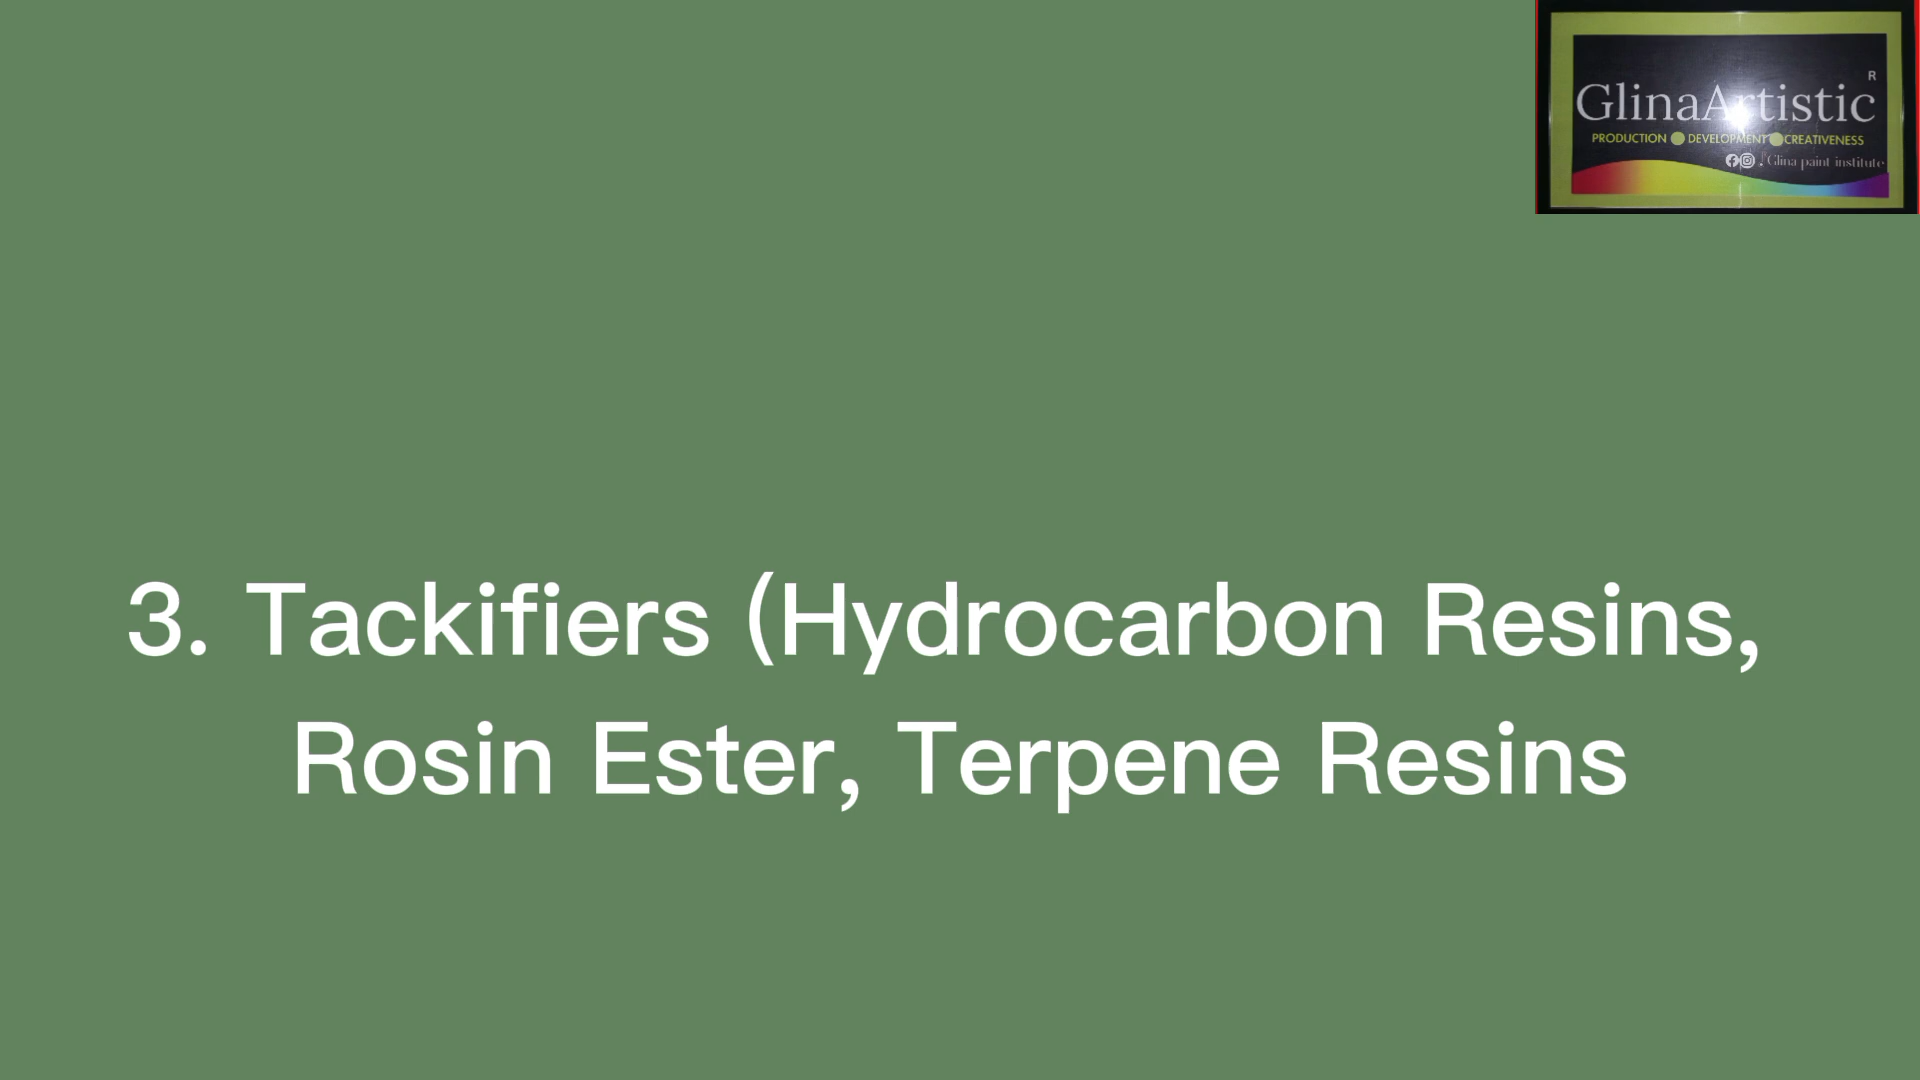 GlinaArtistic
R
PRODUCTION DEVELOPMENT CREATIVENESS
Glina paint institute
3. Tackifiers (Hydrocarbon Resins,
Rosin Ester, Terpene Resins